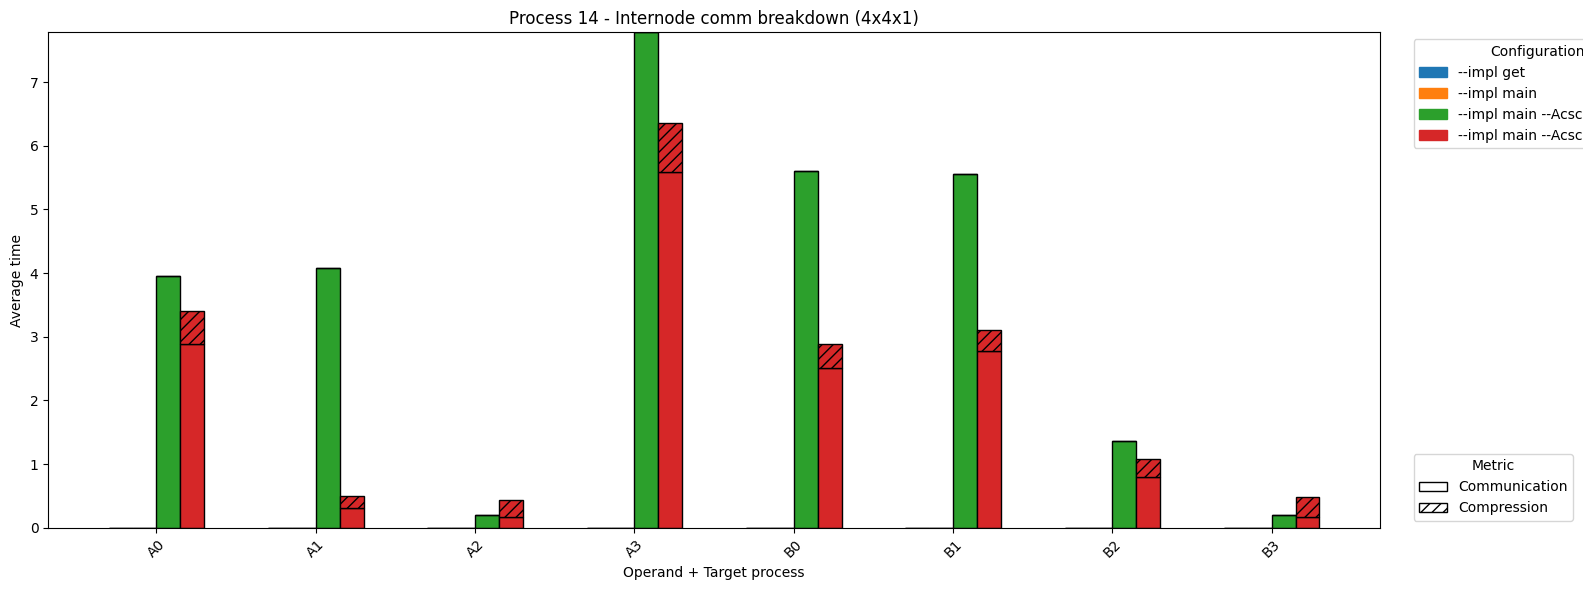 Process 14 - Internode comm breakdown (4x4x1)
Average time
7
6
5
4
3
2
1
0
A0
A1
A2
A3
B0
B1
B2
B3
Operand + Target process
Configuration
--impl get
--impl main
--impl main --Acsc
--impl main --Acsc
Metric
Communication
Compression